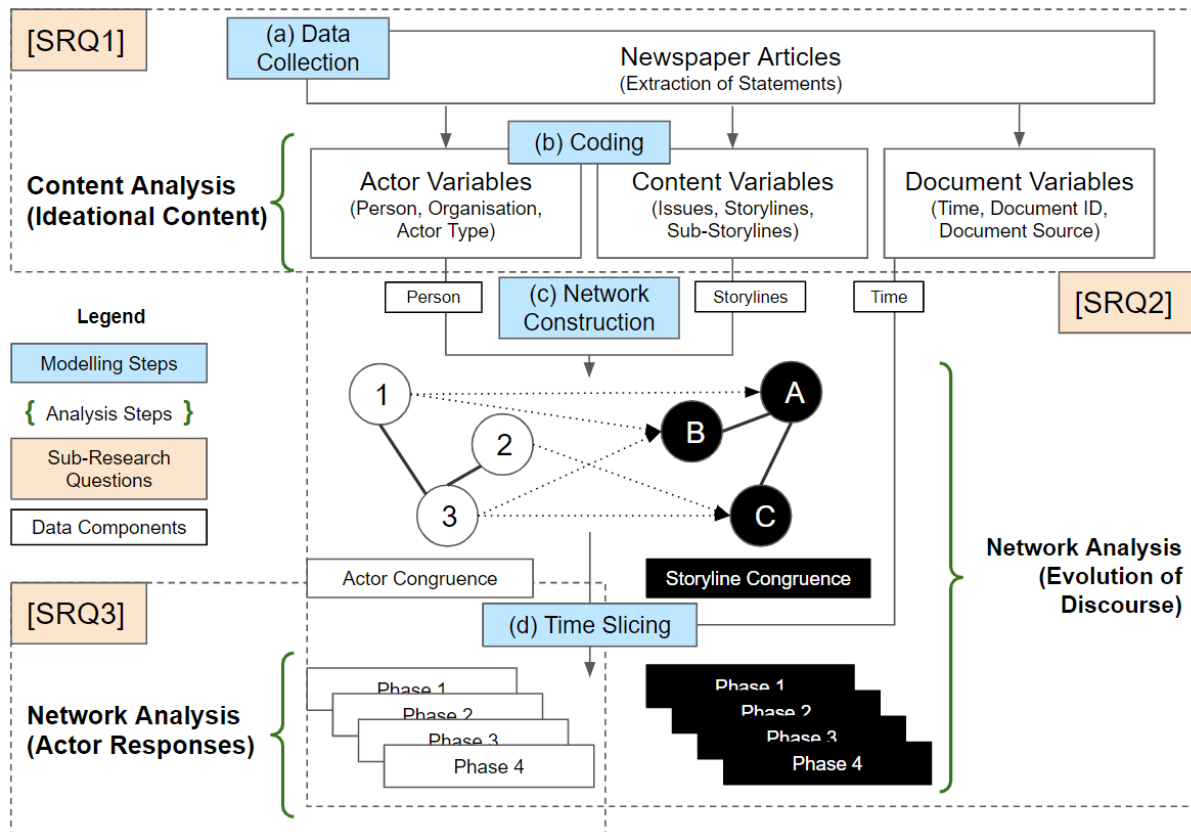 [SRQ1]
(a) Data
Collection
Newspaper Articles
(Extraction of Statements)
(b) Coding
Content Analysis
(Ideational Content)
Actor Variables
(Person, Organisation,
Actor Type)
Content Variables
(Issues, Storylines,
Sub-Storylines)
Document Variables
(Time, Document ID,
Document Source)
Person
(c) Network
Construction
Storylines
Time
[SRQ2]
Legend
Modelling Steps
{ Analysis Steps }
Sub-Research
Questions
Data Components
1
2
3
A
B
C
Actor Congruence
Storyline Congruence
Network Analysis
(Evolution of
Discourse)
[SRQ3]
(d) Time Slicing
Network Analysis
(Actor Responses)
Phase 1
Phase 2
Phase 3
Phase 4
Phase 1
Phase 2
Phase 3
Phase 4